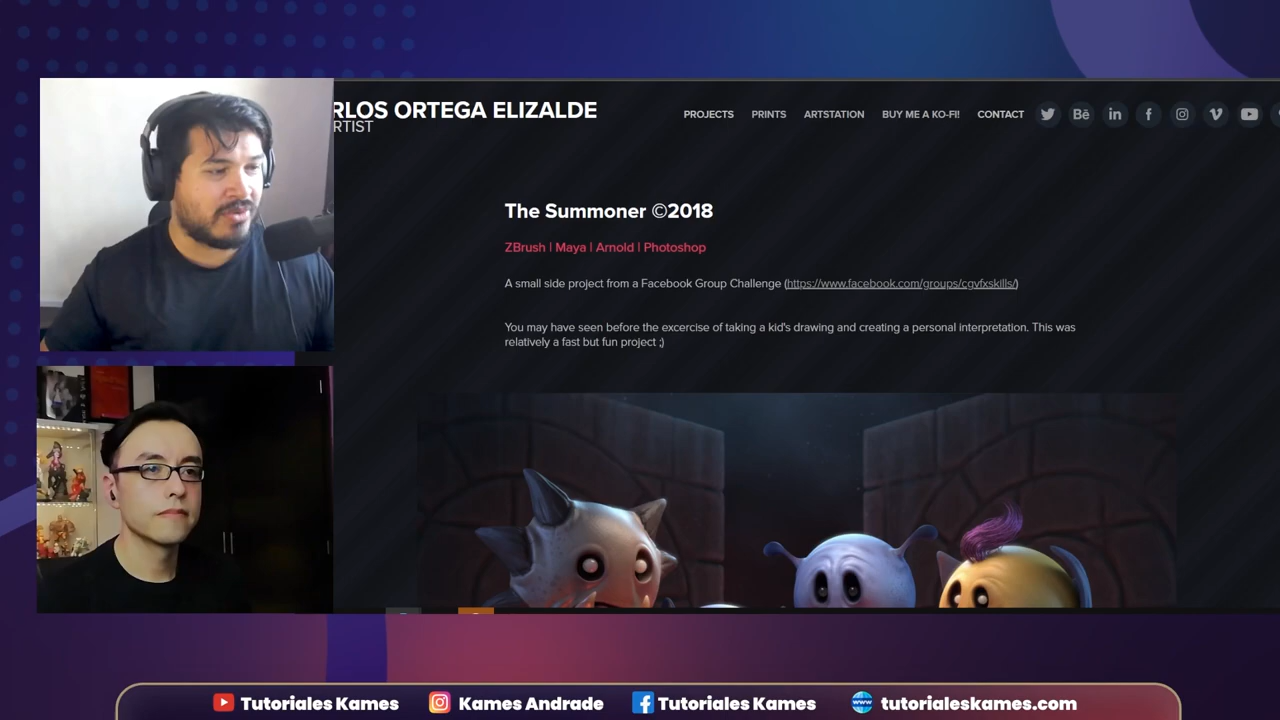 RLOS ORTEGA ELIZALDE
RTIST
PROJECTS PRINTS ARTSTATION BUY ME A KO-FI! CONTACT
The Summoner ©2018
ZBrush | Maya | Arnold | Photoshop
A small side project from a Facebook Group Challenge (https://www.facebook.com/groups/cgvfxskills/)
You may have seen before the excercise of taking a kid's drawing and creating a personal interpretation. This was
relatively a fast but fun project ;)
Tutoriales Kames Kames Andrade Tutoriales Kames www tutorialeskames.com